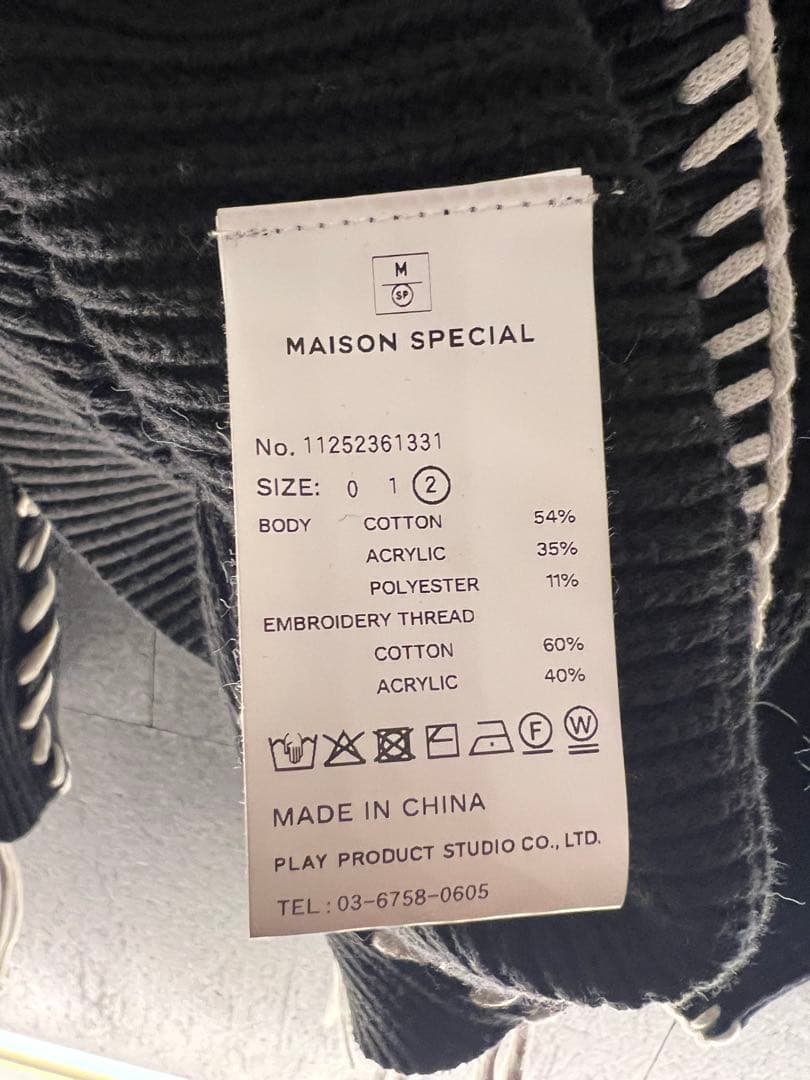 M
SP
MAISON SPECIAL
No. 11252361331
SIZE: 0 1 2
BODY COTTON 54%
ACRYLIC 35%
POLYESTER 11%
EMBROIDERY THREAD
COTTON 60%
ACRYLIC 40%
F W
MADE IN CHINA
PLAY PRODUCT STUDIO CO., LTD.
TEL : 03-6758-0605